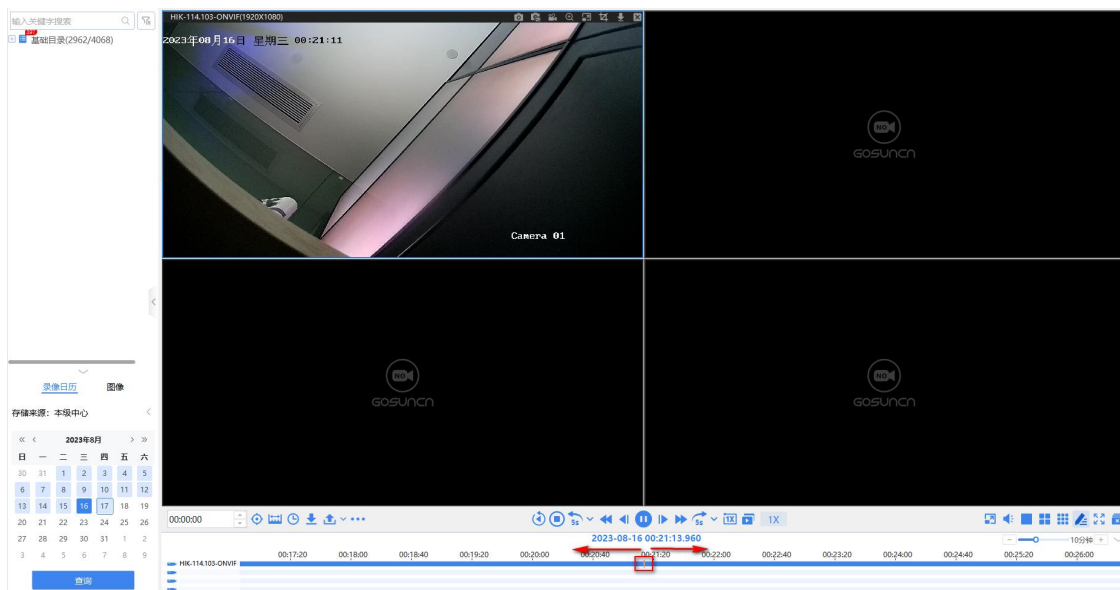 输入关键字搜索
基础目录(2962/4068)
HIK-114.103-ONVIF(1920X1080)
2023年08月16日 星期三 00:21:11
Camera 01
NO
GOSUNCN
NO
GOSUNCN
NO
GOSUNCN
录像日历 图像
存储来源: 本级中心
« < 2023年8月 > »
日 一 二 三 四 五 六
30 31 1 2 3 4 5
6 7 8 9 10 11 12
13 14 15 16 17 18 19
20 21 22 23 24 25 26
27 28 29 30 31 1 2
3 4 5 6 7 8 9
查询
00:00:00
5s 5s 1X 1X
2023-08-16 00:21:13.960
10分钟
00:17:20 00:18:00 00:18:40 00:19:20 00:20:00 00:20:40 00:21:20 00:22:00 00:22:40 00:23:20 00:24:00 00:24:40 00:25:20 00:26:00
HIK-114.103-ONVIF